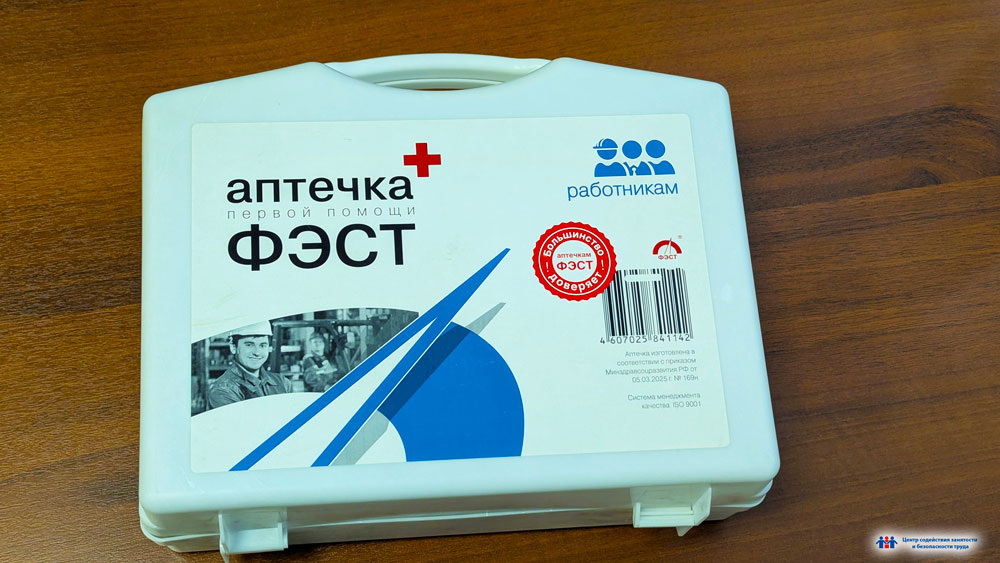 аптечка
первой помощи
ФЭСТ
работникам
Большинство
аптечкам
ФЭСТ
доверяет!
ФЭСТ
4 607025 841142
Аптечка изготовлена в
соответствии с приказом
Минздравсоцразвития РФ от
05.03.2025 г. № 169н
Система менеджмента
качества ISO 9001
Центр содействия занятости
и безопасности труда